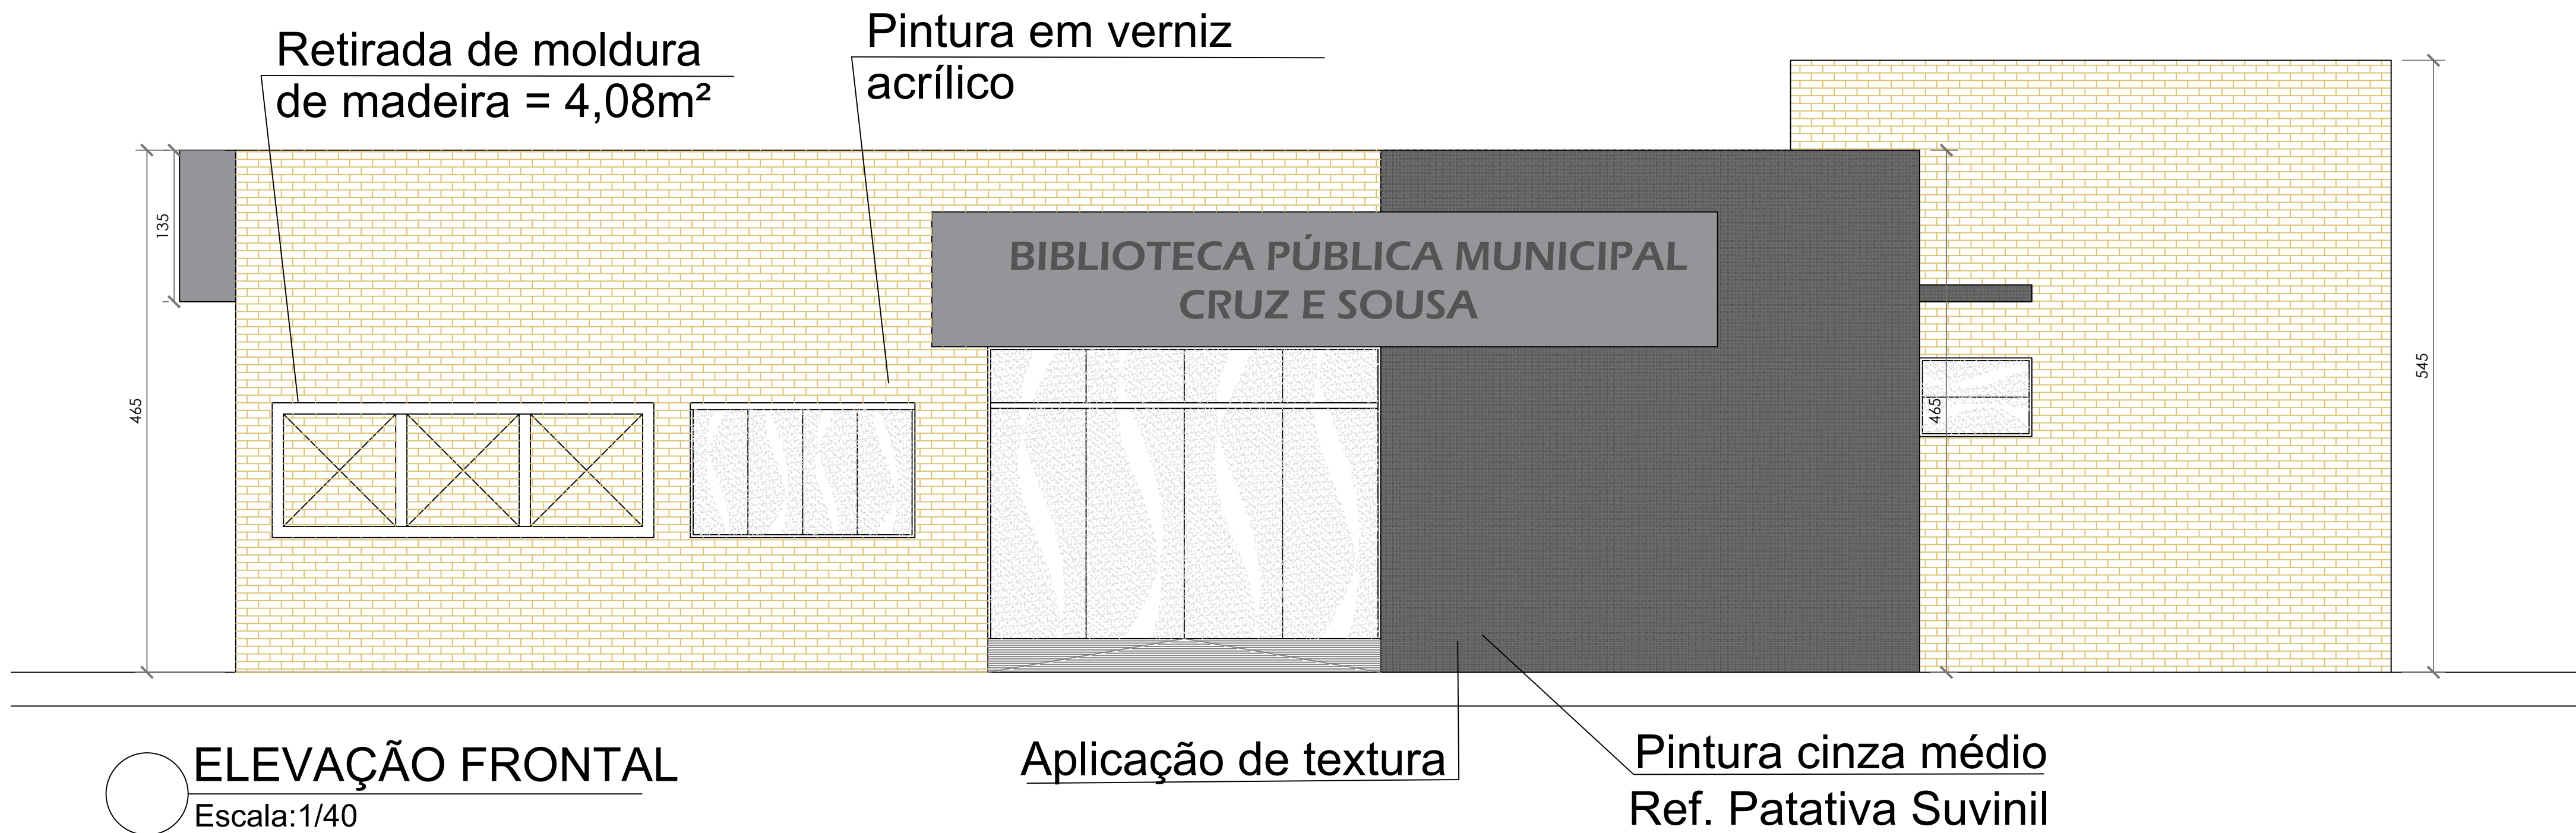 Retirada de moldura
de madeira = 4,08m²
Pintura em verniz
acrílico
135
465
BIBLIOTECA PÚBLICA MUNICIPAL
CRUZ E SOUSA
465
545
Aplicação de textura
Pintura cinza médio
Ref. Patativa Suvinil
ELEVAÇÃO FRONTAL
Escala:1/40